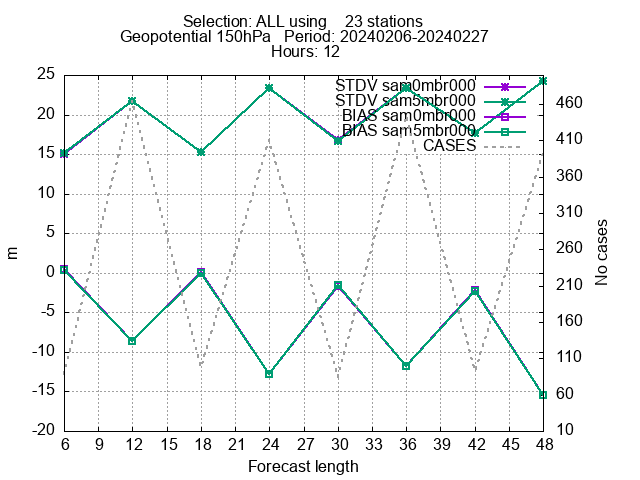 Selection: ALL using    23 stations
Geopotential 150hPa   Period: 20240206-20240227
Hours: 12
STDV sam0mbr000
STDV sam5mbr000
BIAS sam0mbr000
BIAS sam5mbr000
CASES
25
20
15
10
5
0
-5
-10
-15
-20
m
460
410
360
310
260
210
160
110
60
10
No cases
6 9 12 15 18 21 24 27 30 33 36 39 42 45 48
Forecast length